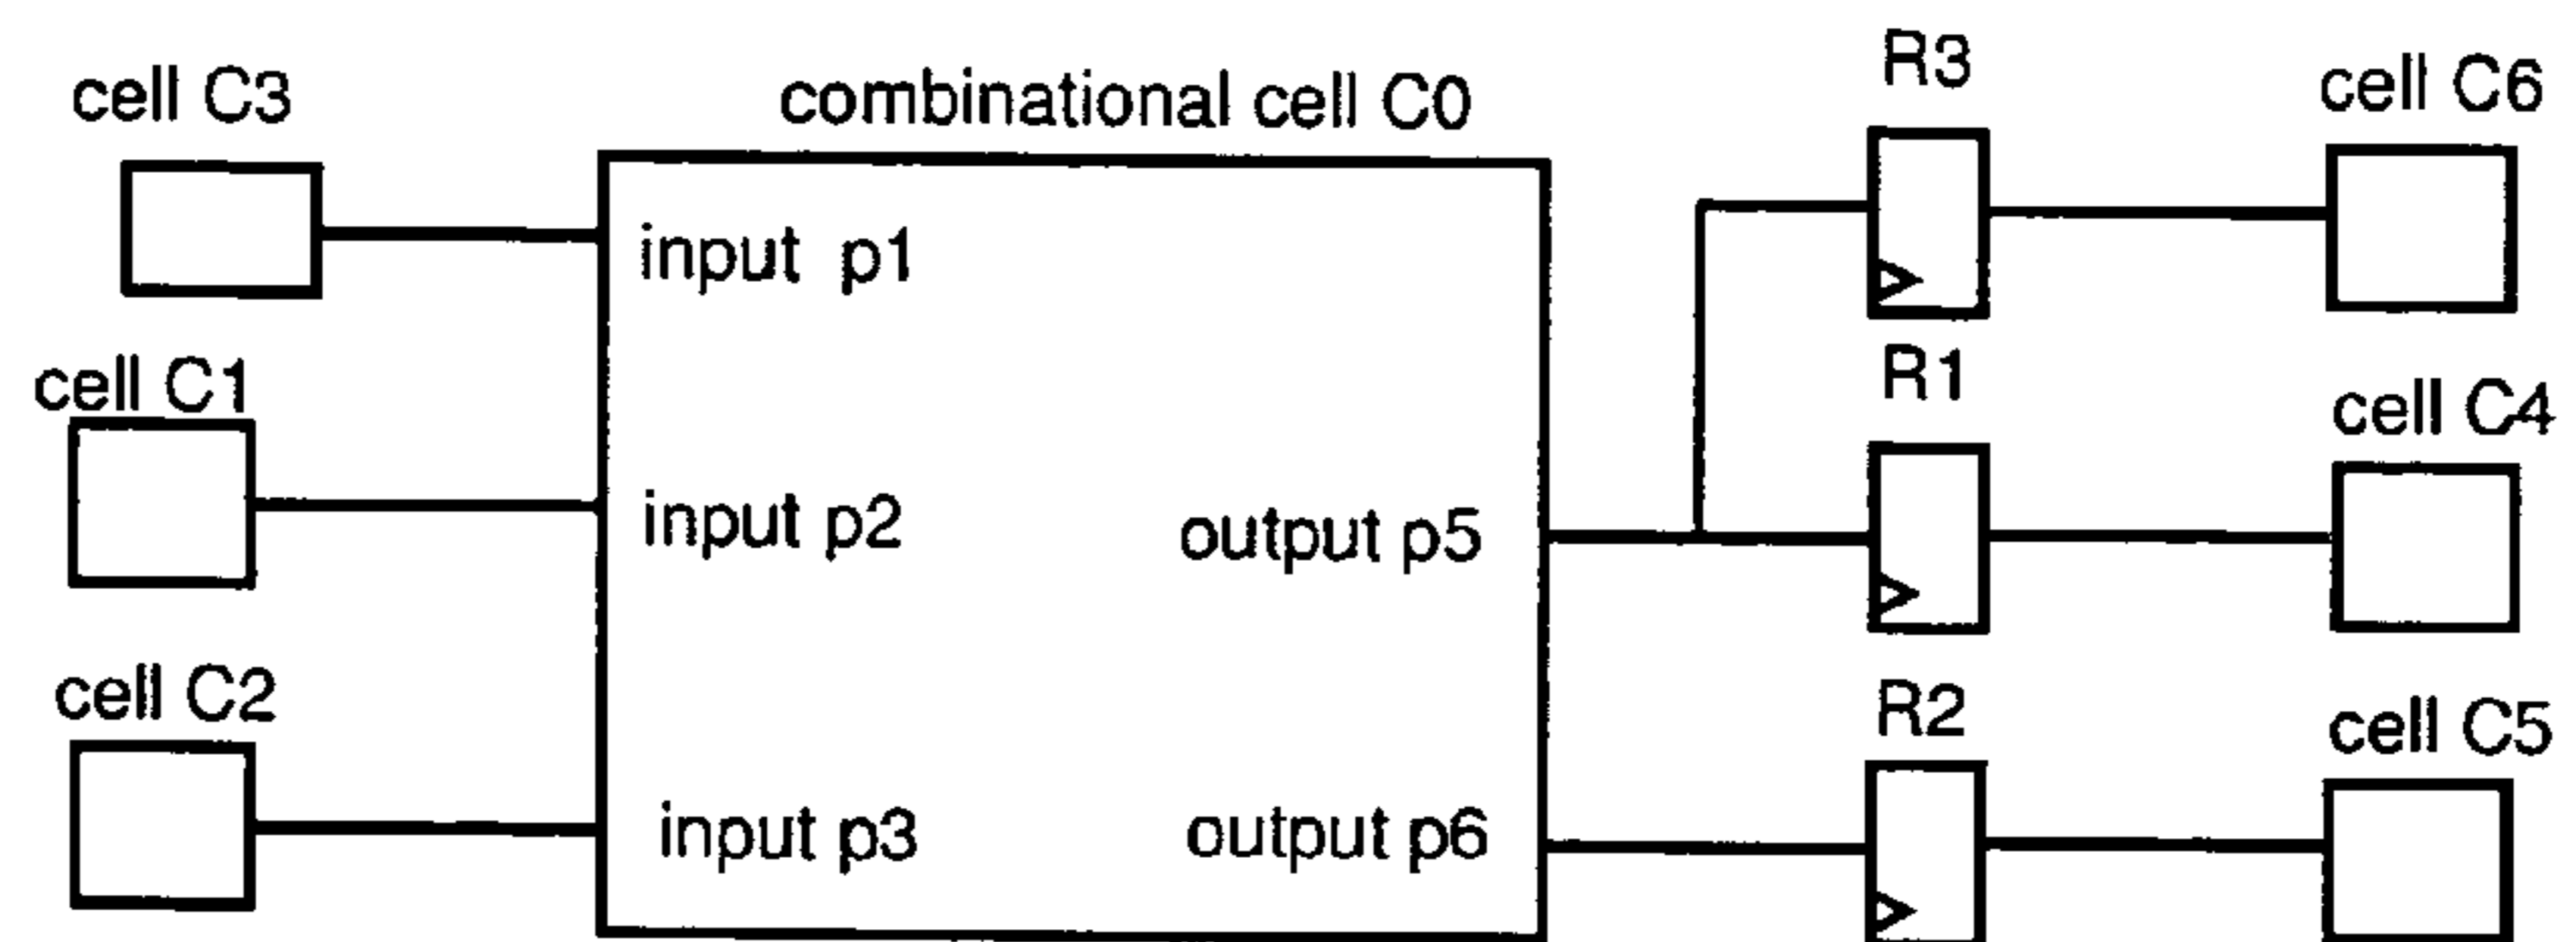 cell C3
combinational cell C0
R3
cell C6
input p1
cell C1
R1
cell C4
input p2
output p5
cell C2
R2
cell C5
input p3
output p6